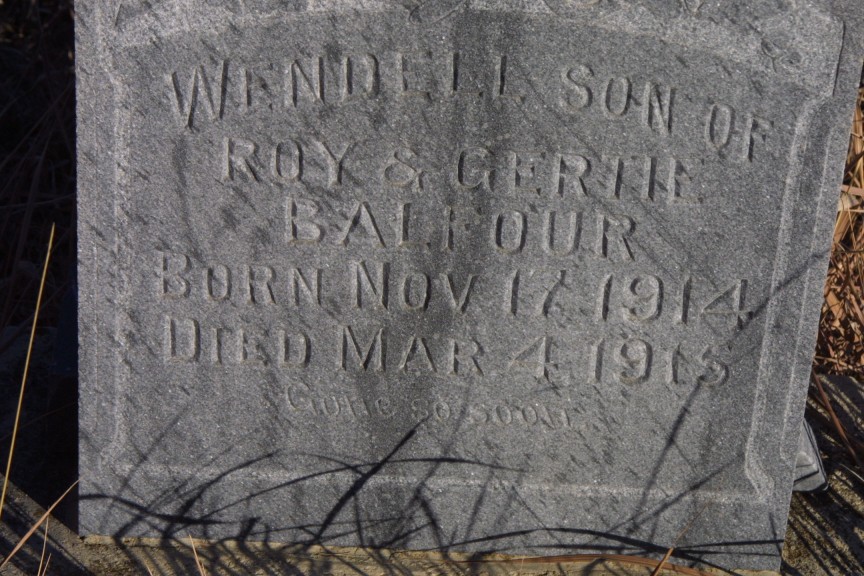 WENDELL SON OF
ROY & GERTIE
BALFOUR
BORN NOV 17, 1914
DIED MAR 4, 1915
Gone so soon.